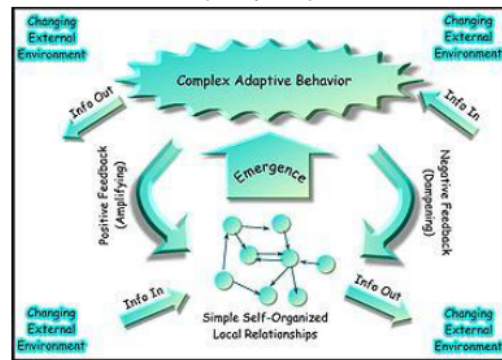 Changing
External
Environment
Changing
External
Environment
Complex Adaptive Behavior
Info Out
Info In
Positive Feedback
(Amplifying)
Emergence
Negative Feedback
(Dampening)
Info In
Info Out
Simple Self-Organized
Local Relationships
Changing
External
Environment
Changing
External
Environment